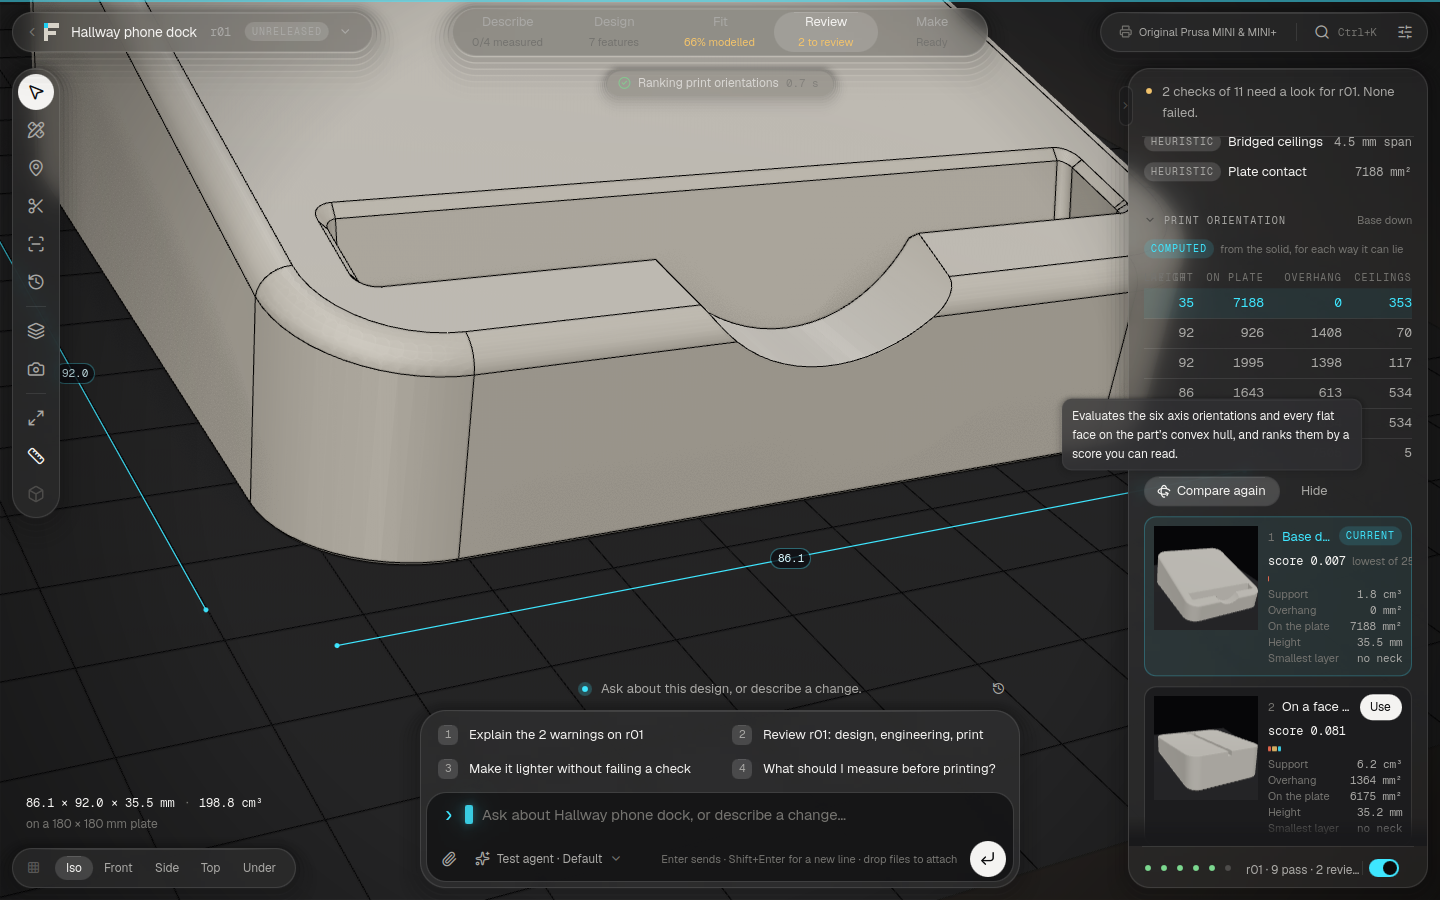 Hallway phone dock r01 UNRELEASED
Describe
0/4 measured
Design
7 features
Fit
66% modelled
Review
2 to review
Make
Ready
Original Prusa MINI & MINI+
Ctrl+K
Ranking print orientations 0.7 s
2 checks of 11 need a look for r01. None
failed.
HEURISTIC Bridged ceilings 4.5 mm span
HEURISTIC Plate contact 7188 mm²
PRINT ORIENTATION Base down
COMPUTED from the solid, for each way it can lie
ON PLATE OVERHANG CEILINGS
35 7188 0 353
92 926 1408 70
92 1995 1398 117
86 1643 613 534
534
5
Evaluates the six axis orientations and every flat
face on the part's convex hull, and ranks them by a
score you can read.
Compare again Hide
1 Base d... CURRENT
score 0.007 lowest of 25
Support 1.8 cm³
Overhang 0 mm²
On the plate 7188 mm²
Height 35.5 mm
Smallest layer no neck
2 On a face ... Use
score 0.081
Support 6.2 cm³
Overhang 1364 mm²
On the plate 6175 mm²
Height 35.2 mm
Smallest layer no neck
r01 · 9 pass · 2 revie...
92.0
86.1
Ask about this design, or describe a change.
1 Explain the 2 warnings on r01
2 Review r01: design, engineering, print
3 Make it lighter without failing a check
4 What should I measure before printing?
Ask about Hallway phone dock, or describe a change...
Test agent · Default
Enter sends · Shift+Enter for a new line · drop files to attach
86.1 × 92.0 × 35.5 mm · 198.8 cm³
on a 180 × 180 mm plate
Iso Front Side Top Under